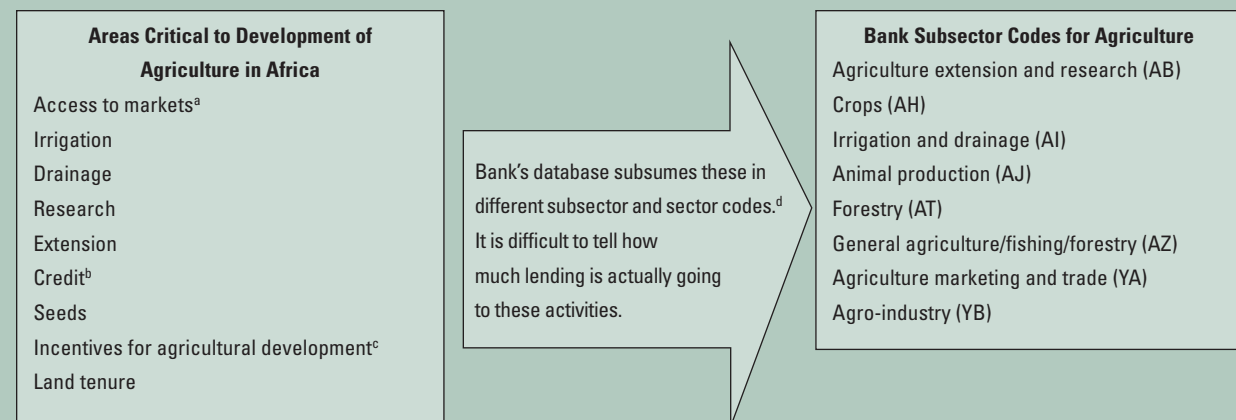 Areas Critical to Development of
Agriculture in Africa
Access to marketsᵃ
Irrigation
Drainage
Research
Extension
Creditᵇ
Seeds
Incentives for agricultural developmentᶜ
Land tenure
Bank's database subsumes these in
different subsector and sector codes.ᵈ
It is difficult to tell how
much lending is actually going
to these activities.
Bank Subsector Codes for Agriculture
Agriculture extension and research (AB)
Crops (AH)
Irrigation and drainage (AI)
Animal production (AJ)
Forestry (AT)
General agriculture/fishing/forestry (AZ)
Agriculture marketing and trade (YA)
Agro-industry (YB)